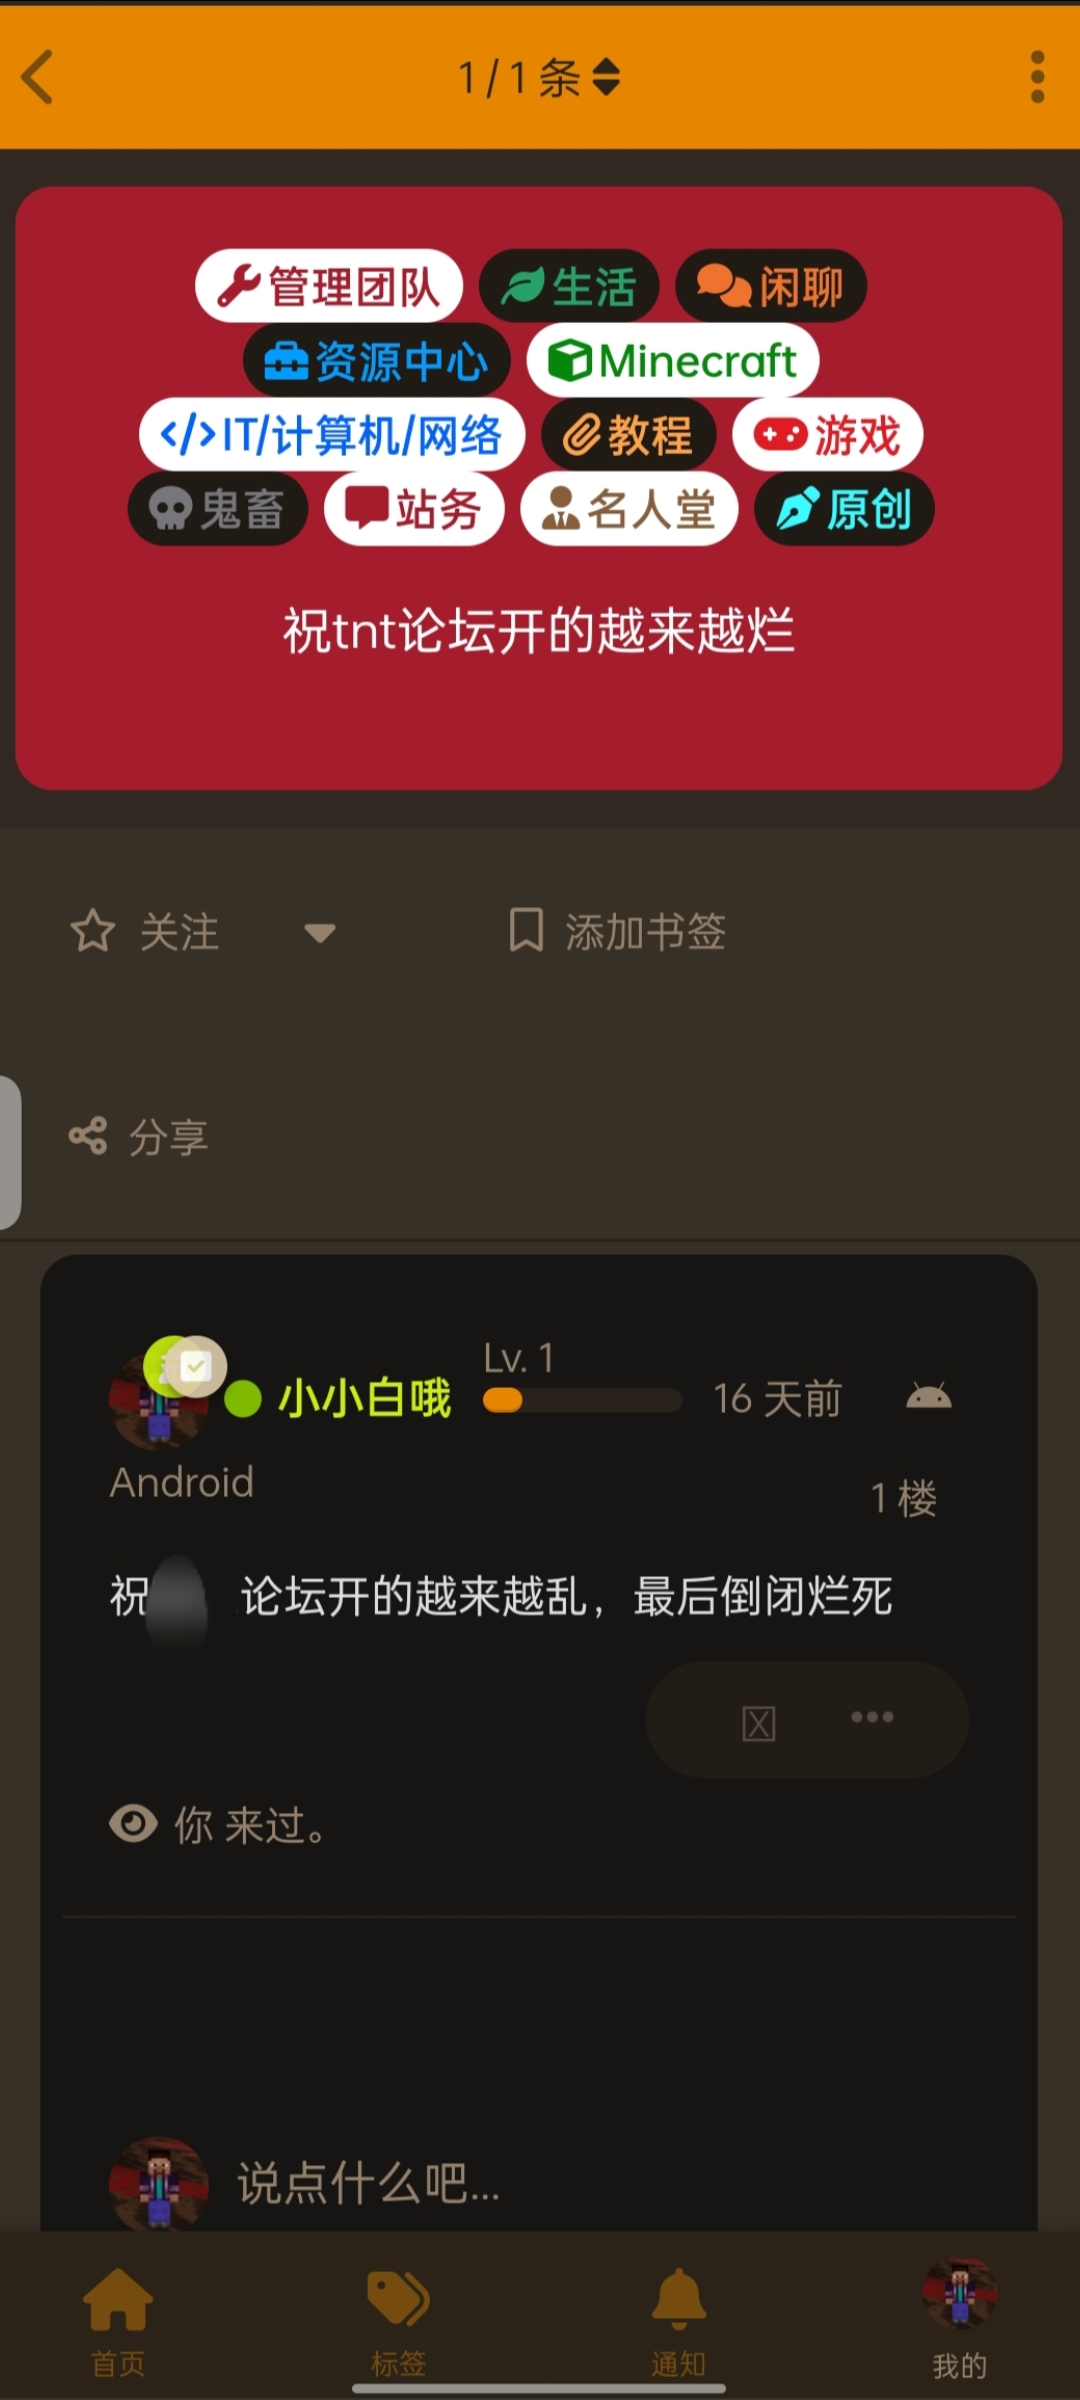 1 / 1 条
管理团队 生活 闲聊
资源中心 Minecraft
</>IT/计算机/网络 教程 游戏
鬼畜 站务 名人堂 原创
祝tnt论坛开的越来越烂
关注 添加书签
分享
小小白哦 Lv. 1 16 天前
Android
1 楼
祝 论坛开的越来越乱，最后倒闭烂死
你 来过。
说点什么吧...
首页 标签 通知 我的